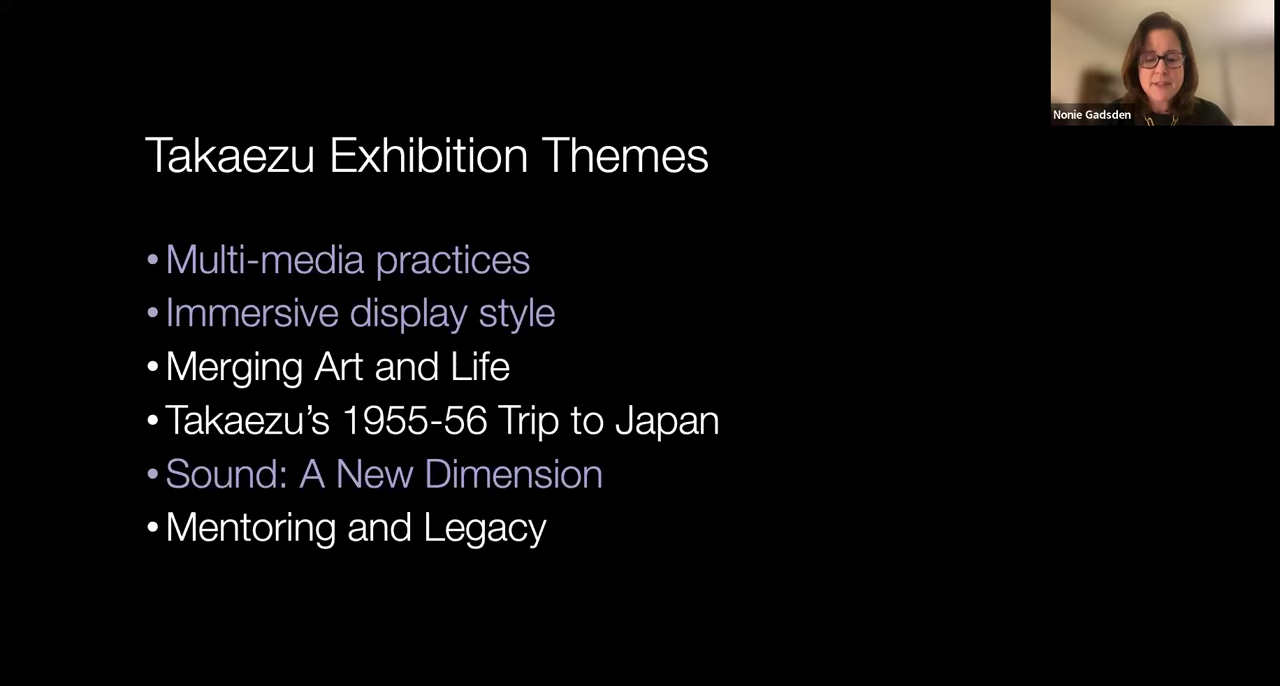 Nonie Gadsden
Takaezu Exhibition Themes
• Multi-media practices
• Immersive display style
• Merging Art and Life
• Takaezu’s 1955-56 Trip to Japan
• Sound: A New Dimension
• Mentoring and Legacy